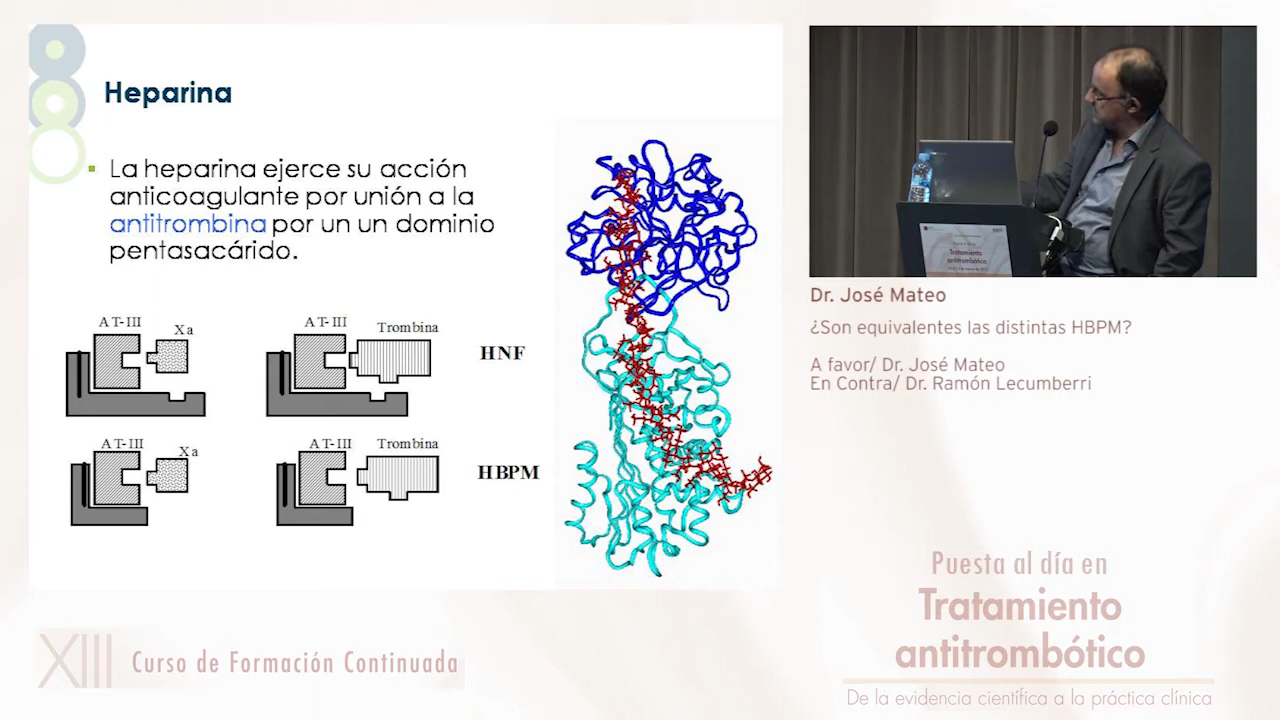 Heparina
La heparina ejerce su acción
anticoagulante por unión a la
antitrombina por un un dominio
pentasacárido.
AT-III
Xa
AT-III
Trombina
HNF
AT-III
Xa
AT-III
Trombina
HBPM
Tratamiento
antitrombótico
Dr. José Mateo
¿Son equivalentes las distintas HBPM?
A favor/ Dr. José Mateo
En Contra/ Dr. Ramón Lecumberri
Puesta al día en
Tratamiento
antitrombótico
De la evidencia científica a la práctica clínica
XIII Curso de Formación Continuada